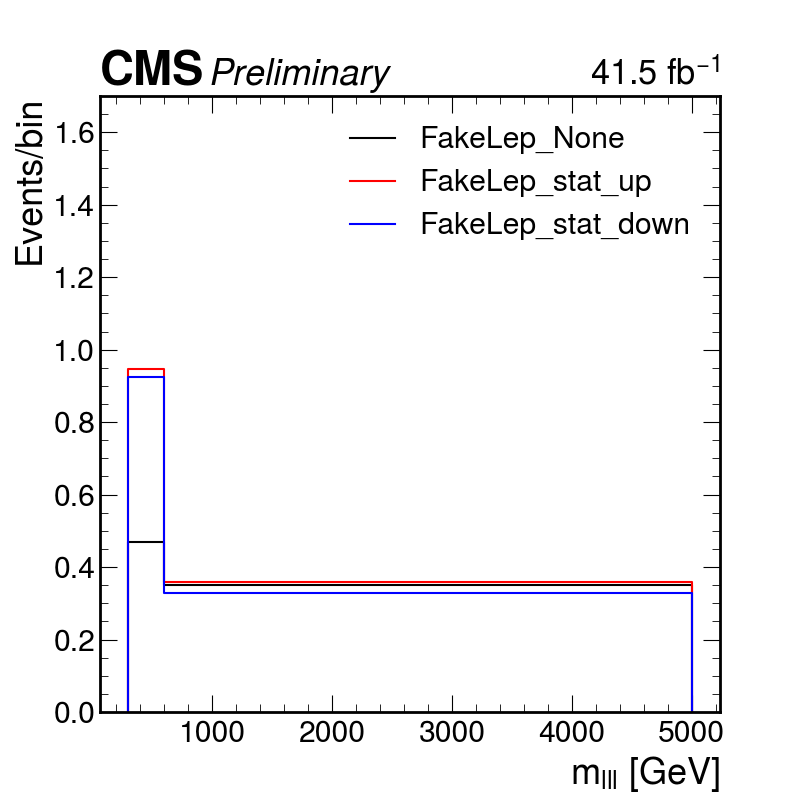 CMS Preliminary 41.5 fb⁻¹
Events/bin
FakeLep_None
FakeLep_stat_up
FakeLep_stat_down
1.6
1.4
1.2
1.0
0.8
0.6
0.4
0.2
0.0
1000 2000 3000 4000 5000
m_lll [GeV]